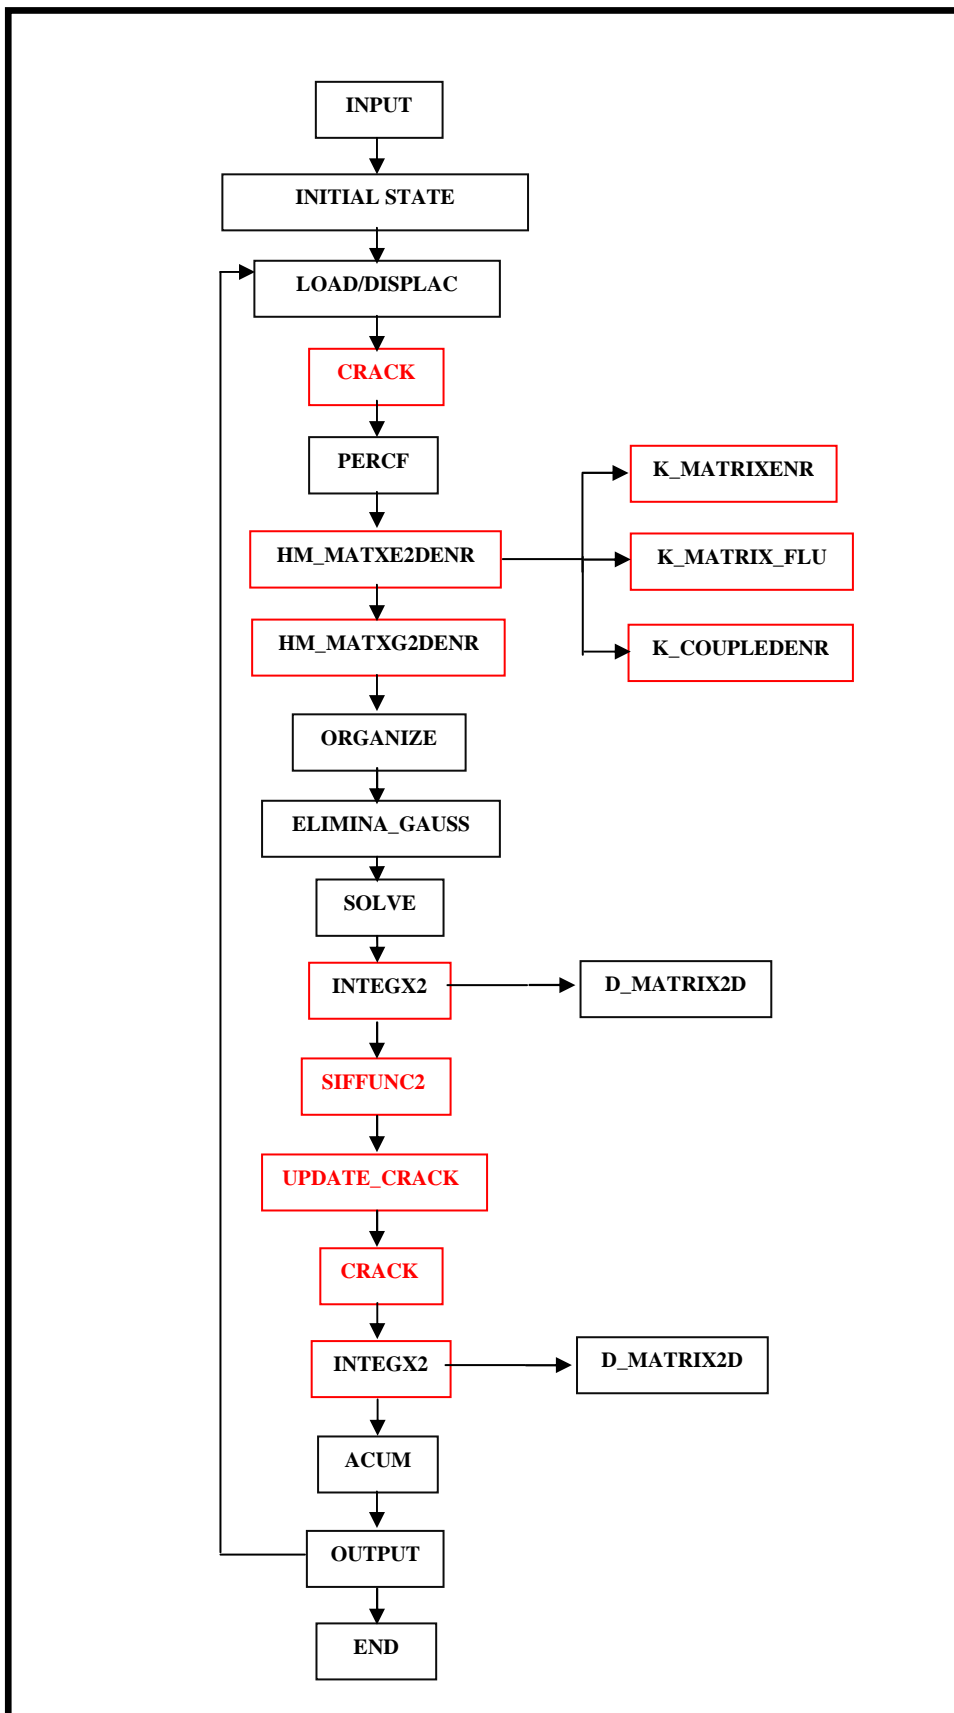 INPUT
INITIAL STATE
LOAD/DISPLAC
CRACK
PERCF
K_MATRIXENR
HM_MATXE2DENR
K_MATRIX_FLU
HM_MATXG2DENR
K_COUPLEDENR
ORGANIZE
ELIMINA_GAUSS
SOLVE
INTEGX2
D_MATRIX2D
SIFFUNC2
UPDATE_CRACK
CRACK
INTEGX2
D_MATRIX2D
ACUM
OUTPUT
END